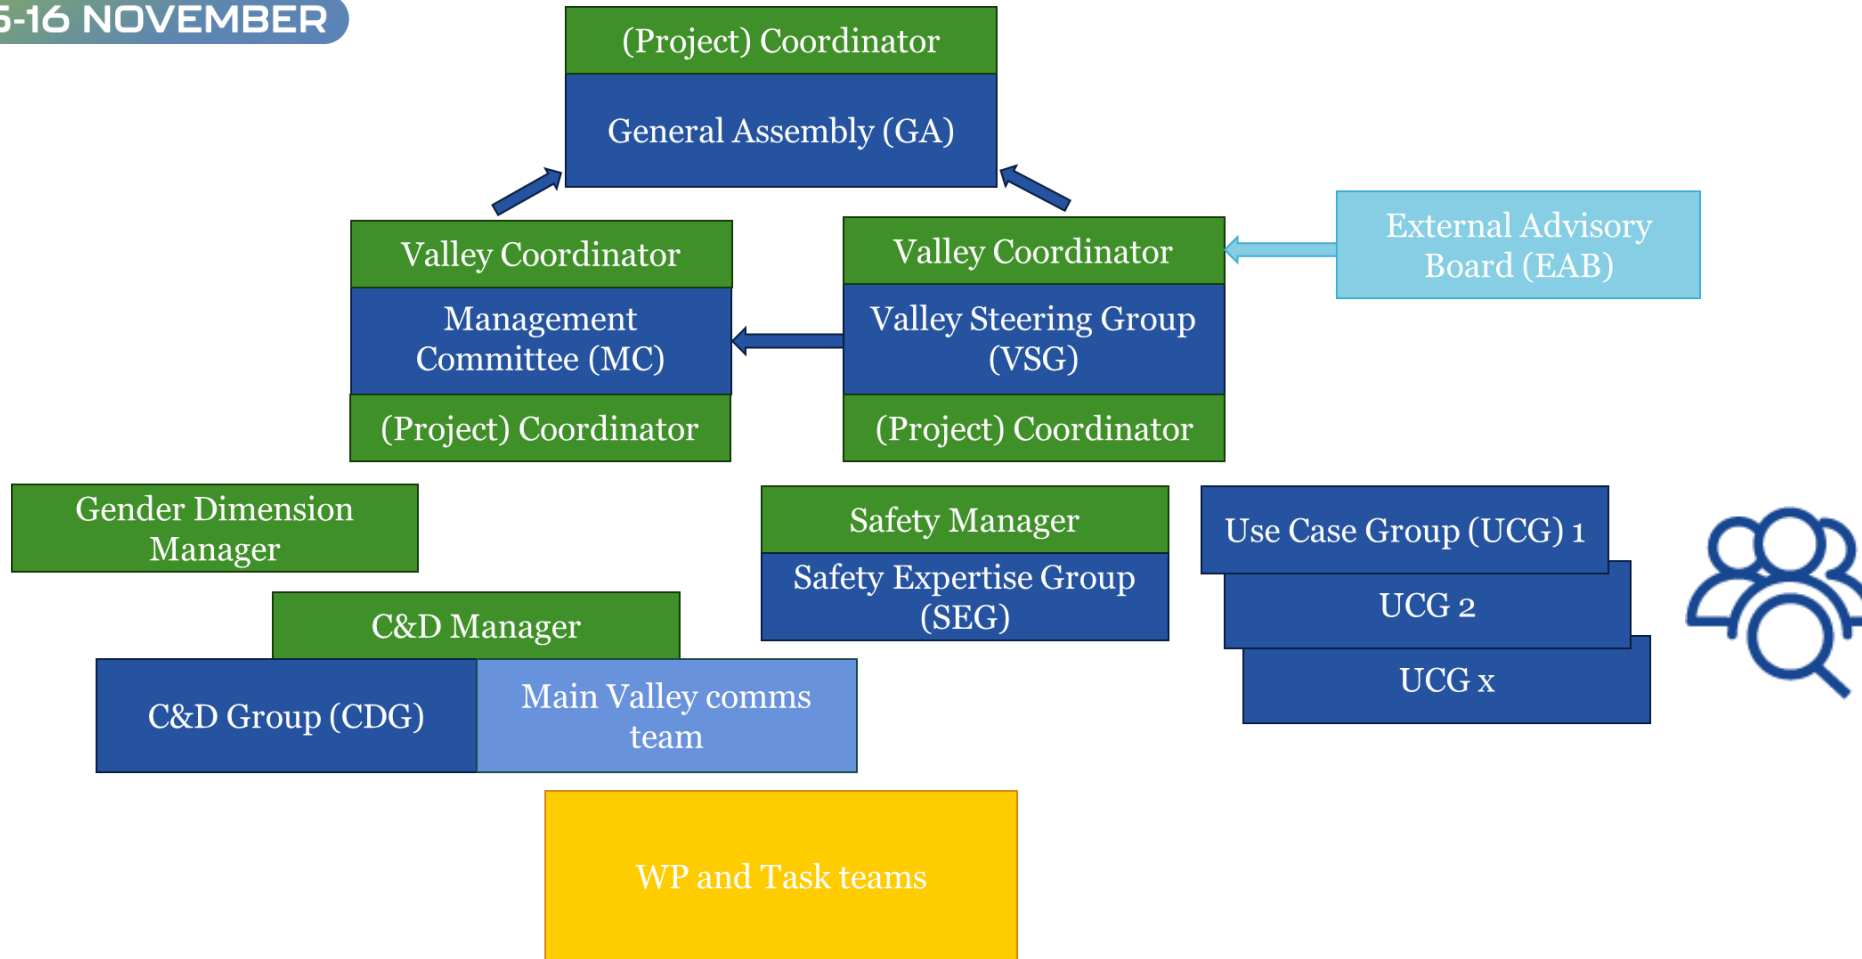 5-16 NOVEMBER
(Project) Coordinator
General Assembly (GA)
Valley Coordinator
Management
Committee (MC)
(Project) Coordinator
Valley Coordinator
Valley Steering Group
(VSG)
(Project) Coordinator
External Advisory
Board (EAB)
Gender Dimension
Manager
C&D Manager
C&D Group (CDG)
Main Valley comms
team
Safety Manager
Safety Expertise Group
(SEG)
Use Case Group (UCG) 1
UCG 2
UCG x
WP and Task teams